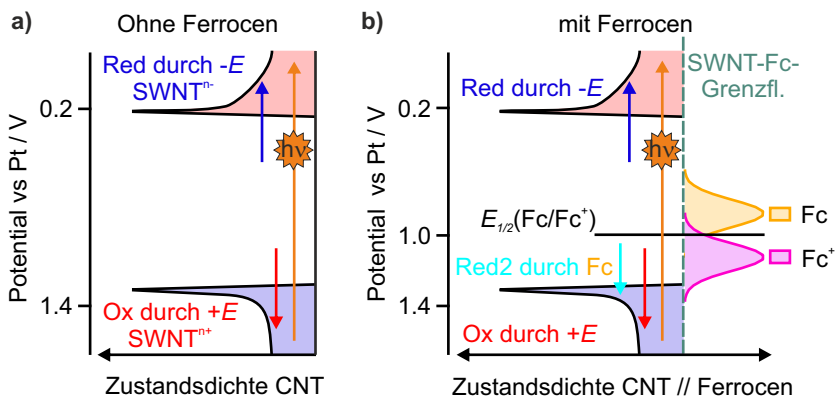 a)
Ohne Ferrocen
Red durch -E
SWNTⁿ⁻
0.2
hν
1.4
Ox durch +E
SWNTⁿ⁺
Potential vs Pt / V
Zustandsdichte CNT
b)
mit Ferrocen
SWNT-Fc-
Grenzfl.
Red durch -E
0.2
hν
E1/2(Fc/Fc⁺)
1.0
Red2 durch Fc
1.4
Ox durch +E
Fc
Fc⁺
Potential vs Pt / V
Zustandsdichte CNT // Ferrocen